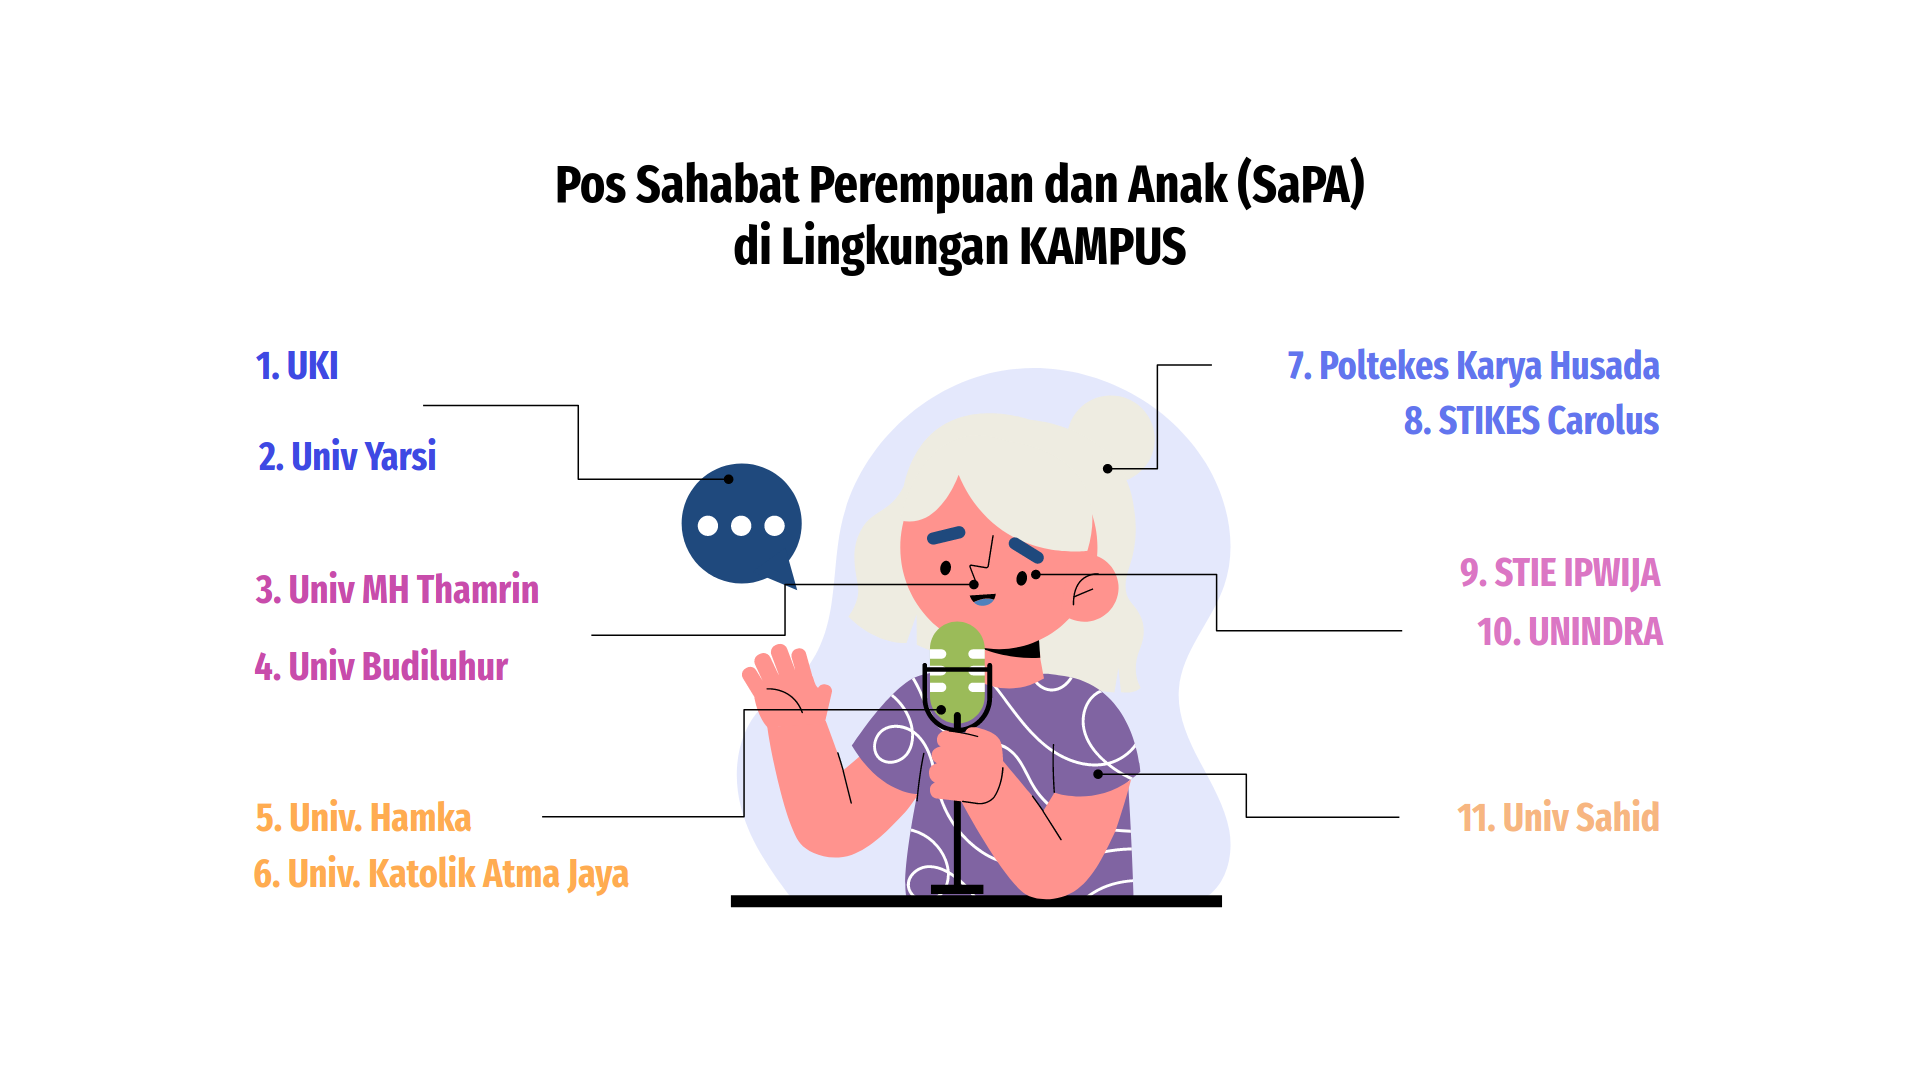 Pos Sahabat Perempuan dan Anak (SaPA)
di Lingkungan KAMPUS
1. UKI
2. Univ Yarsi
3. Univ MH Thamrin
4. Univ Budiluhur
5. Univ. Hamka
6. Univ. Katolik Atma Jaya
7. Poltekes Karya Husada
8. STIKES Carolus
9. STIE IPWIJA
10. UNINDRA
11. Univ Sahid